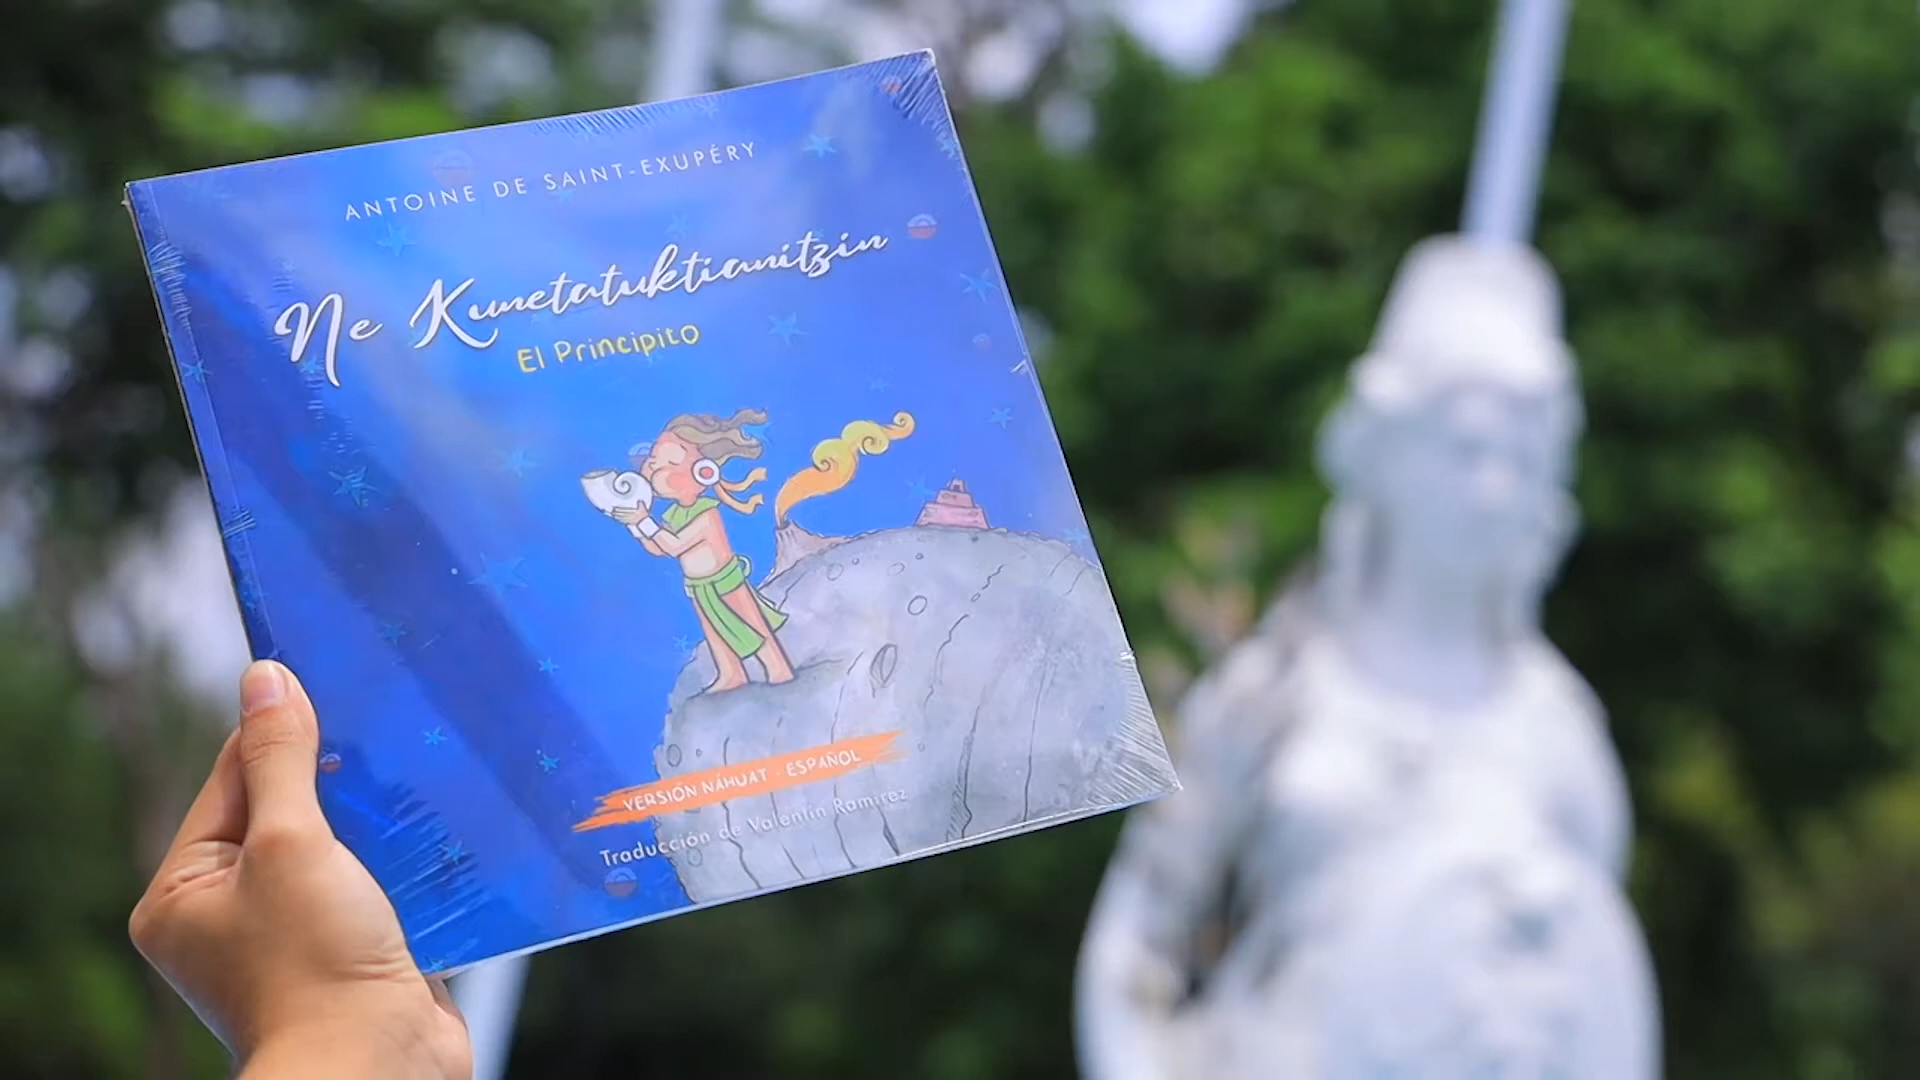 ANTOINE DE SAINT-EXUPÉRY
Ne Kunetatuktianitzin
El Principito
VERSIÓN NÁHUAT - ESPAÑOL
Traducción de Valentín Ramírez